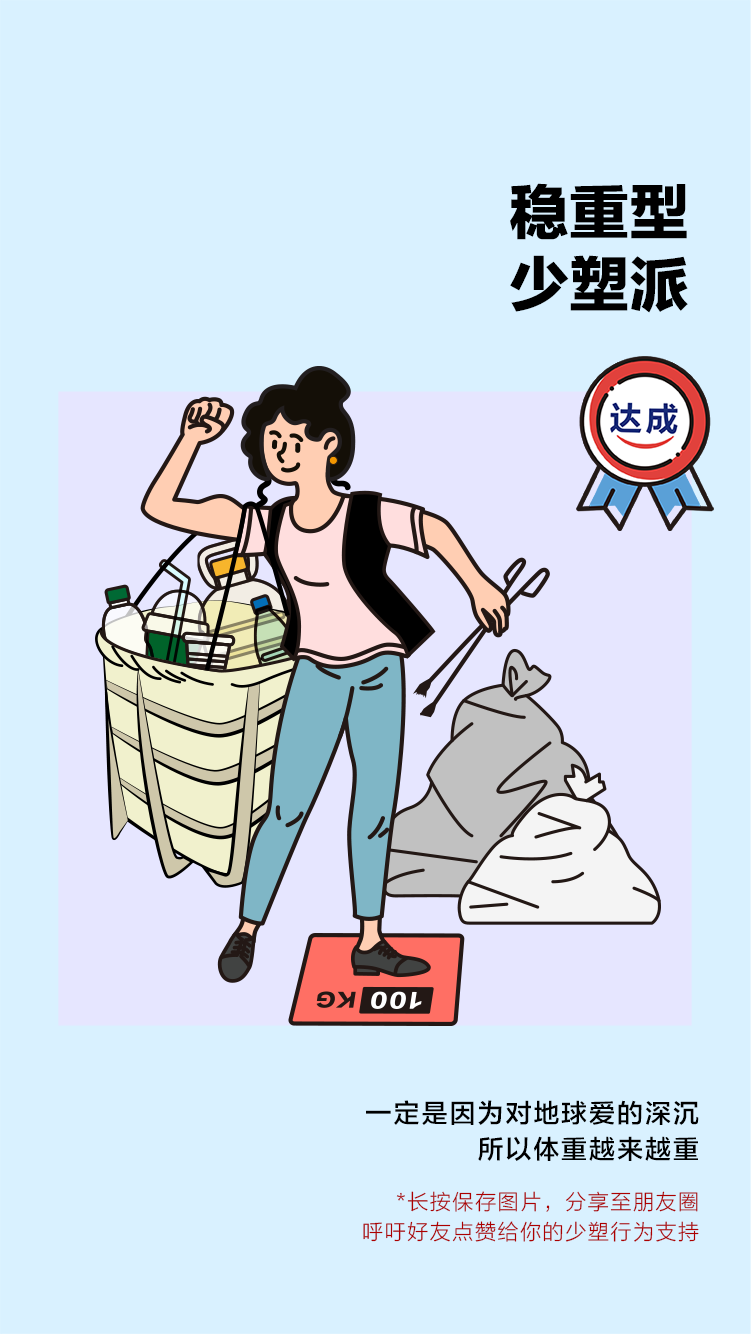 稳重型
少塑派
达成
100 KG
一定是因为对地球爱的深沉
所以体重越来越重
*长按保存图片，分享至朋友圈
呼吁好友点赞给你的少塑行为支持